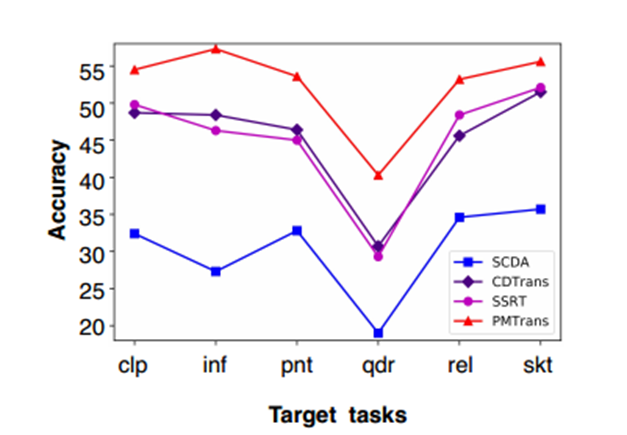 Accuracy
55
50
45
40
35
30
25
20
clp inf pnt qdr rel skt
Target tasks
SCDA
CDTrans
SSRT
PMTrans